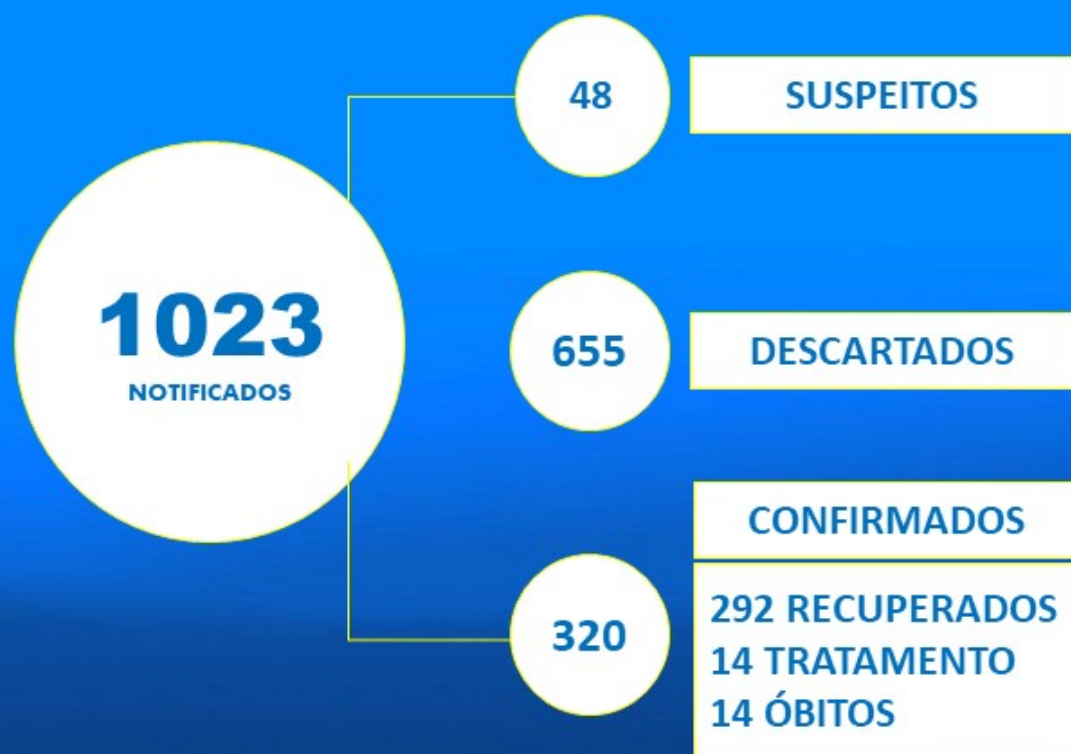 1023
NOTIFICADOS
48
SUSPEITOS
655
DESCARTADOS
320
CONFIRMADOS
292 RECUPERADOS
14 TRATAMENTO
14 ÓBITOS